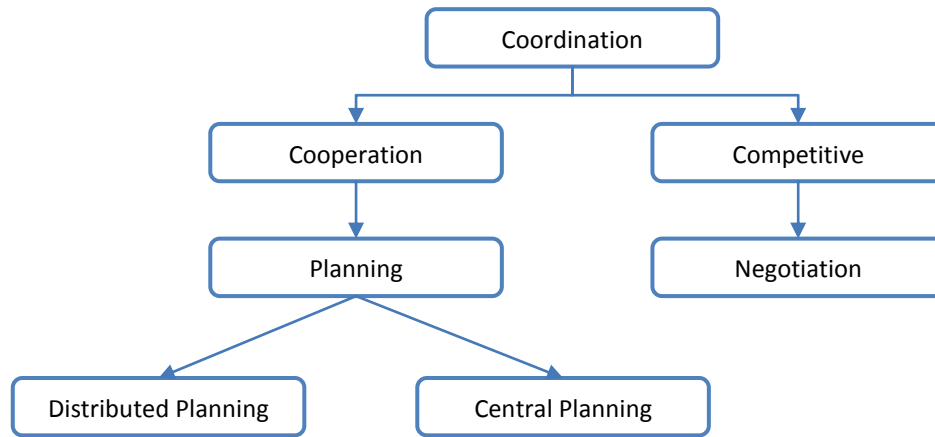 Coordination
Cooperation
Competitive
Planning
Negotiation
Distributed Planning
Central Planning